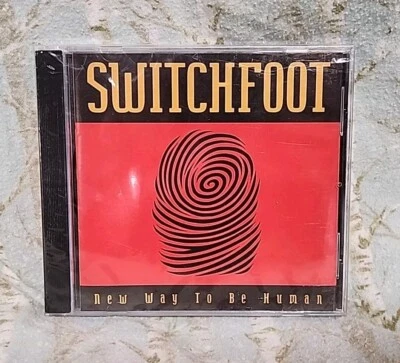 SWITCHFOOT
New Way To Be Human